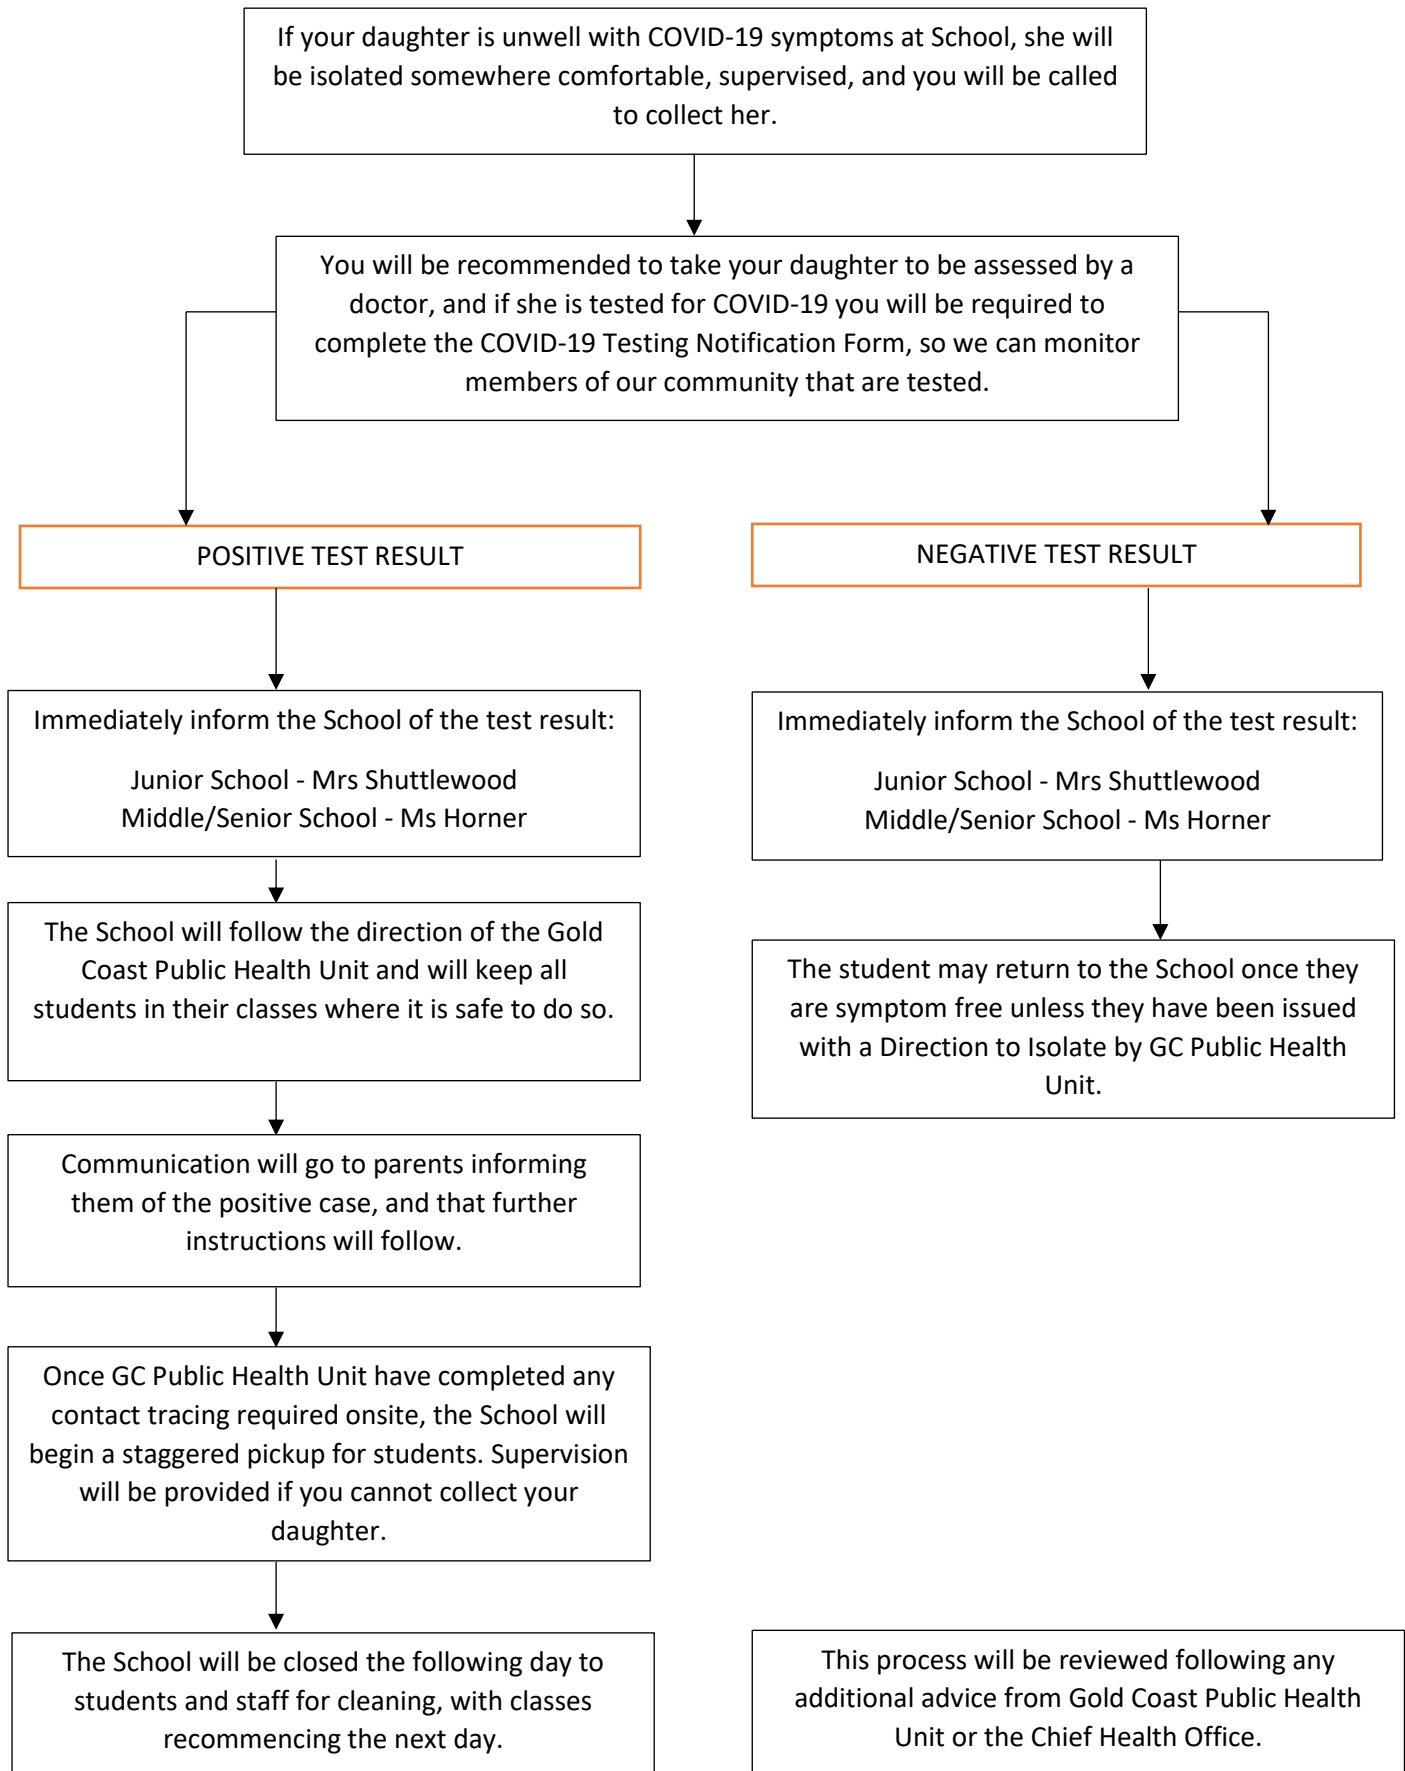 If your daughter is unwell with COVID-19 symptoms at School, she will
be isolated somewhere comfortable, supervised, and you will be called
to collect her.
You will be recommended to take your daughter to be assessed by a
doctor, and if she is tested for COVID-19 you will be required to
complete the COVID-19 Testing Notification Form, so we can monitor
members of our community that are tested.
POSITIVE TEST RESULT
Immediately inform the School of the test result:
Junior School - Mrs Shuttlewood
Middle/Senior School - Ms Horner
The School will follow the direction of the Gold
Coast Public Health Unit and will keep all
students in their classes where it is safe to do so.
Communication will go to parents informing
them of the positive case, and that further
instructions will follow.
Once GC Public Health Unit have completed any
contact tracing required onsite, the School will
begin a staggered pickup for students. Supervision
will be provided if you cannot collect your
daughter.
The School will be closed the following day to
students and staff for cleaning, with classes
recommencing the next day.
NEGATIVE TEST RESULT
Immediately inform the School of the test result:
Junior School - Mrs Shuttlewood
Middle/Senior School - Ms Horner
The student may return to the School once they
are symptom free unless they have been issued
with a Direction to Isolate by GC Public Health
Unit.
This process will be reviewed following any
additional advice from Gold Coast Public Health
Unit or the Chief Health Office.